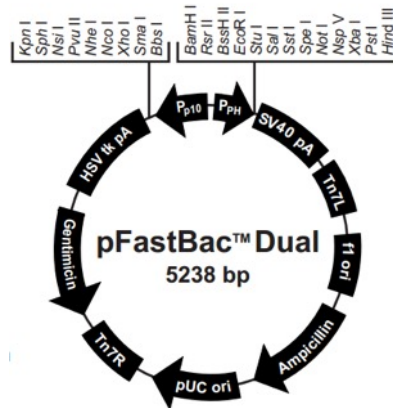 Kpn I
Sph I
Nsi I
Pvu II
Nhe I
Nco I
Xho I
Sma I
Bbs I
BamH I
Rsr II
BssH II
EcoR I
Stu I
Sal I
Sst I
Spe I
Not I
Nsp V
Xba I
Pst I
Hind III
Pp10
PPH
HSV tk pA
SV40 pA
Tn7L
f1 ori
Gentimicin
pFastBac™ Dual
5238 bp
Ampicillin
Tn7R
pUC ori